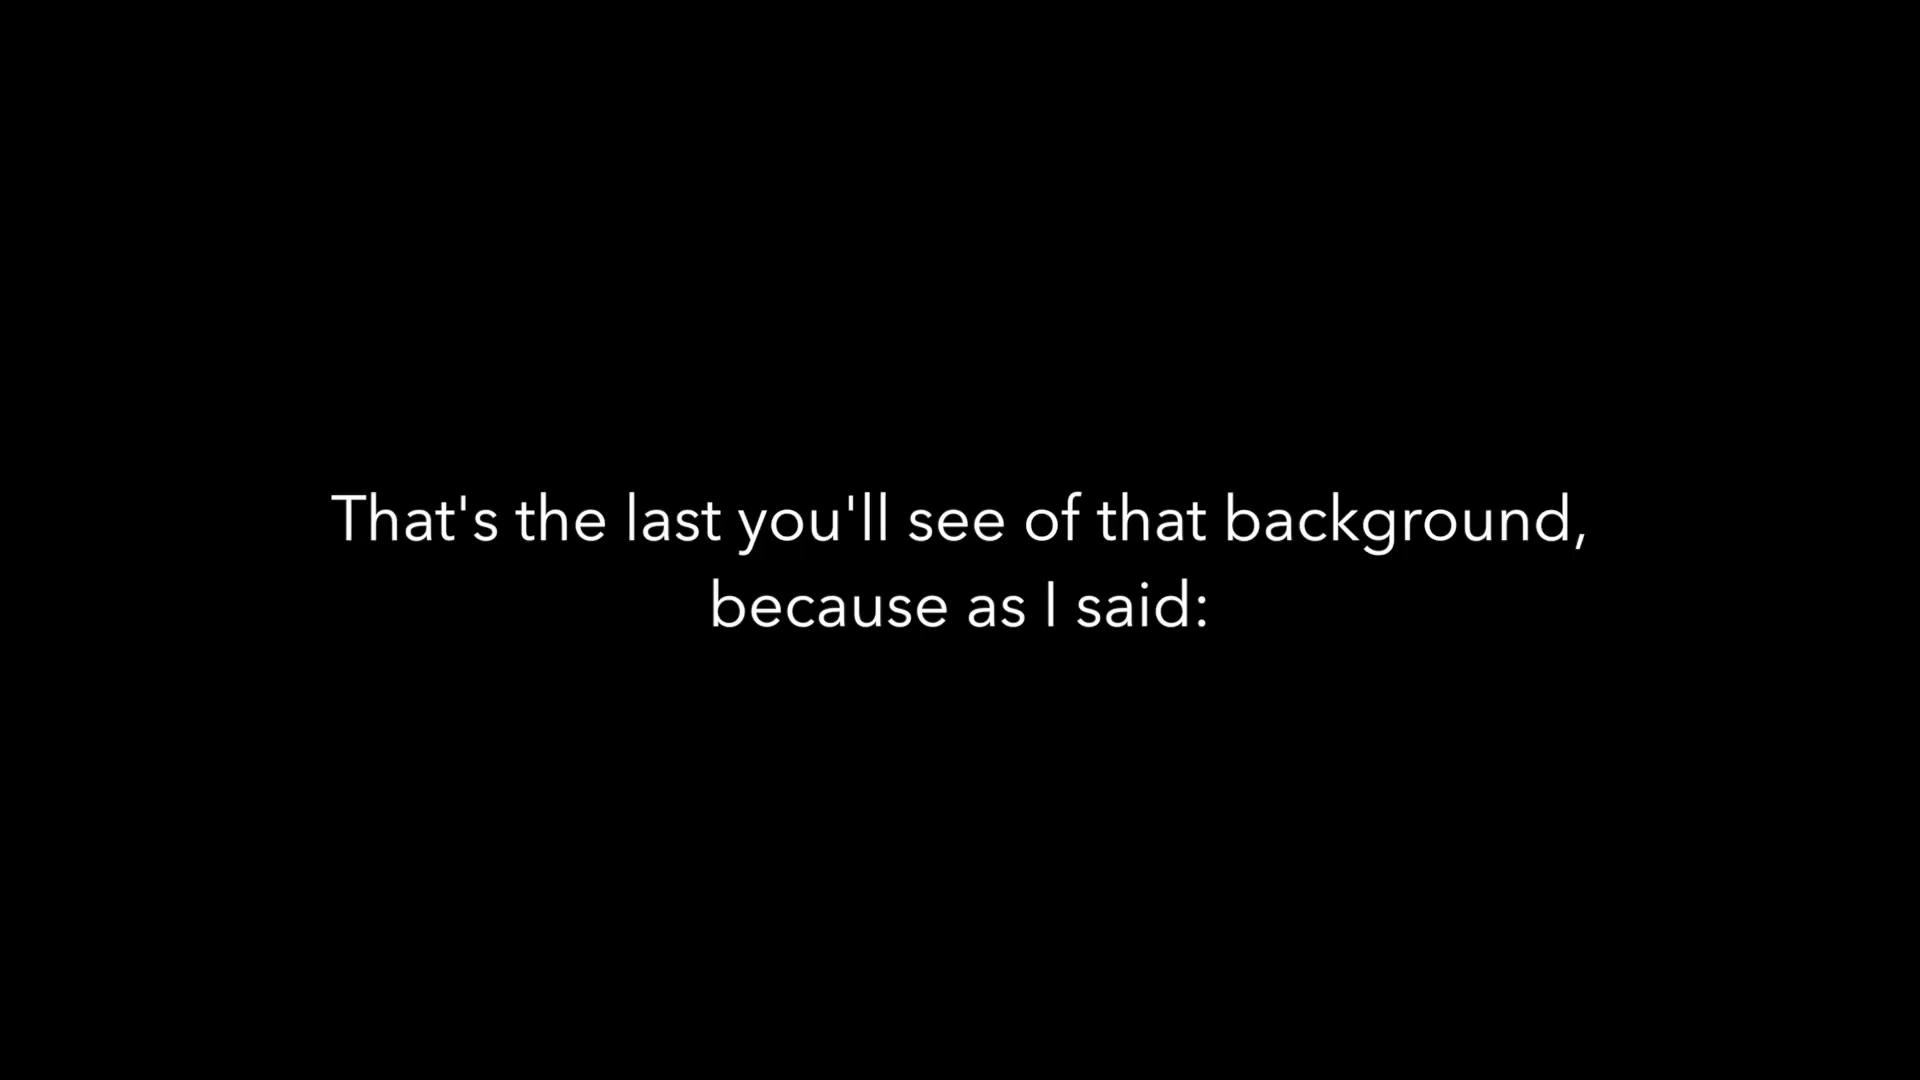 That's the last you'll see of that background,
because as I said: